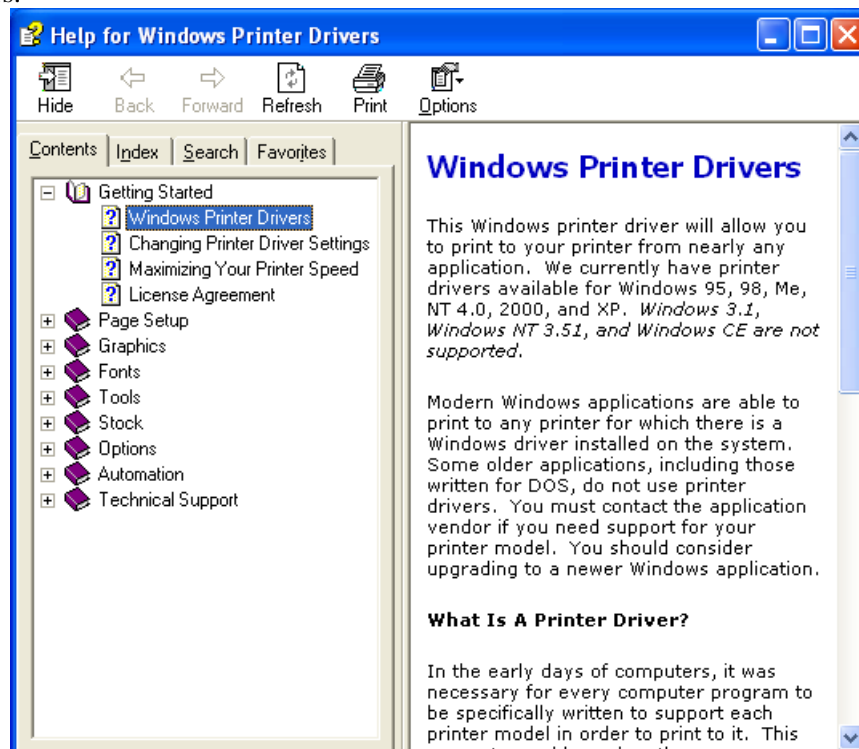 s.
Help for Windows Printer Drivers
Hide Back Forward Refresh Print Options
Contents Index Search Favorites
Getting Started
Windows Printer Drivers
Changing Printer Driver Settings
Maximizing Your Printer Speed
License Agreement
Page Setup
Graphics
Fonts
Tools
Stock
Options
Automation
Technical Support
Windows Printer Drivers
This Windows printer driver will allow you
to print to your printer from nearly any
application. We currently have printer
drivers available for Windows 95, 98, Me,
NT 4.0, 2000, and XP. Windows 3.1,
Windows NT 3.51, and Windows CE are not
supported.
Modern Windows applications are able to
print to any printer for which there is a
Windows driver installed on the system.
Some older applications, including those
written for DOS, do not use printer
drivers. You must contact the application
vendor if you need support for your
printer model. You should consider
upgrading to a newer Windows application.
What Is A Printer Driver?
In the early days of computers, it was
necessary for every computer program to
be specifically written to support each
printer model in order to print to it. This